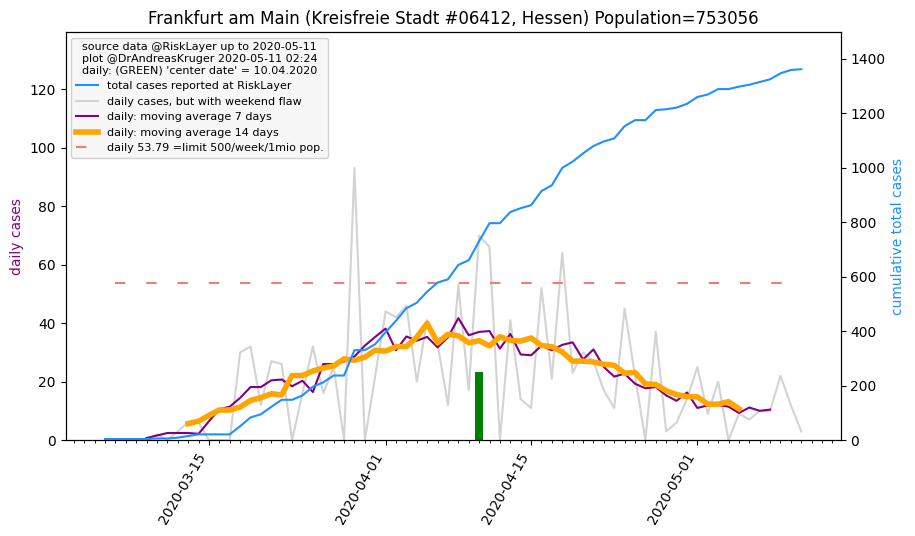 Frankfurt am Main (Kreisfreie Stadt #06412, Hessen) Population=753056
source data @RiskLayer up to 2020-05-11
plot @DrAndreasKruger 2020-05-11 02:24
daily: (GREEN) 'center date' = 10.04.2020
total cases reported at RiskLayer
daily cases, but with weekend flaw
daily: moving average 7 days
daily: moving average 14 days
daily 53.79 =limit 500/week/1mio pop.
daily cases
120
100
80
60
40
20
0
cumulative total cases
1400
1200
1000
800
600
400
200
0
2020-03-15
2020-04-01
2020-04-15
2020-05-01